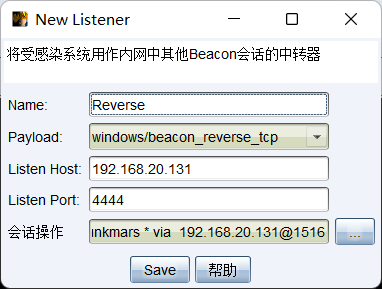 New Listener
将受感染系统用作内网中其他Beacon会话的中转器
Name: Reverse
Payload: windows/beacon_reverse_tcp
Listen Host: 192.168.20.131
Listen Port: 4444
会话操作 inkmars * via 192.168.20.131@1516 ...
Save 帮助